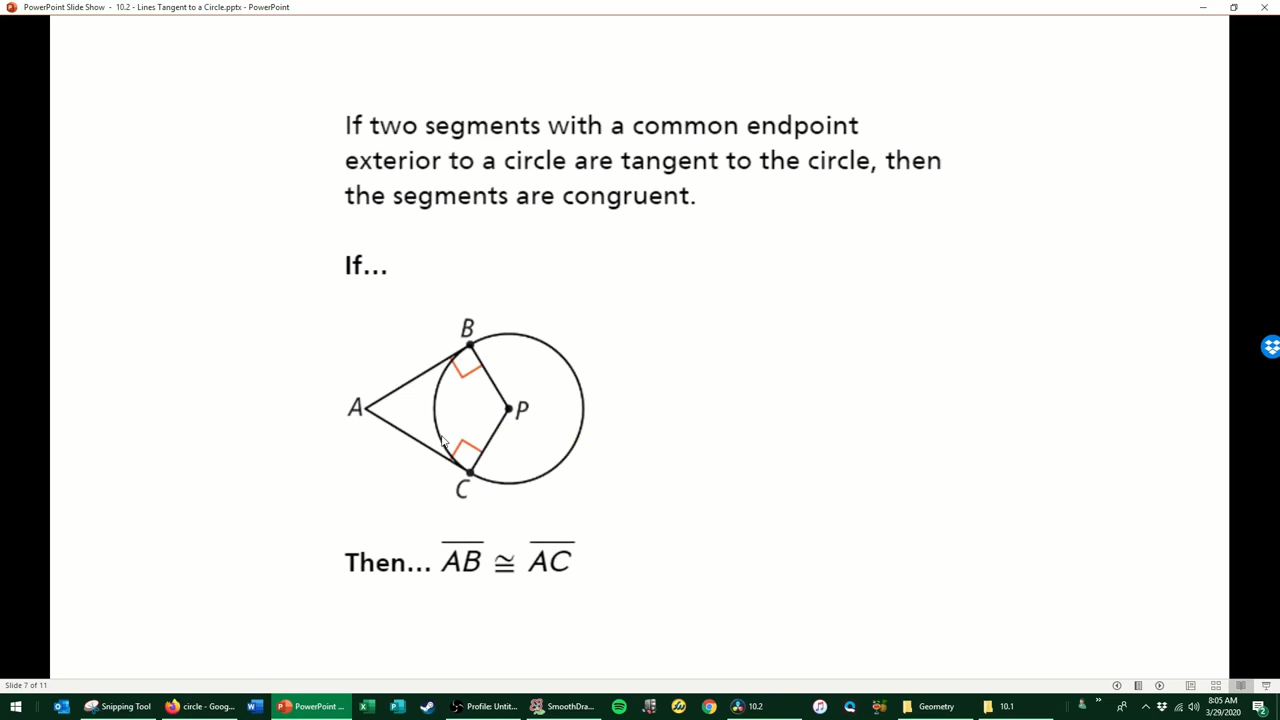 PowerPoint Slide Show - 10.2 - Lines Tangent to a Circle.pptx - PowerPoint
If two segments with a common endpoint
exterior to a circle are tangent to the circle, then
the segments are congruent.
If...
B
A
P
C
Then... AB ≅ AC
Slide 7 of 11
Snipping Tool
circle - Goog...
PowerPoint ...
Profile: Untit...
SmoothDra...
10.2
Geometry
10.1
8:05 AM
3/29/2020
2